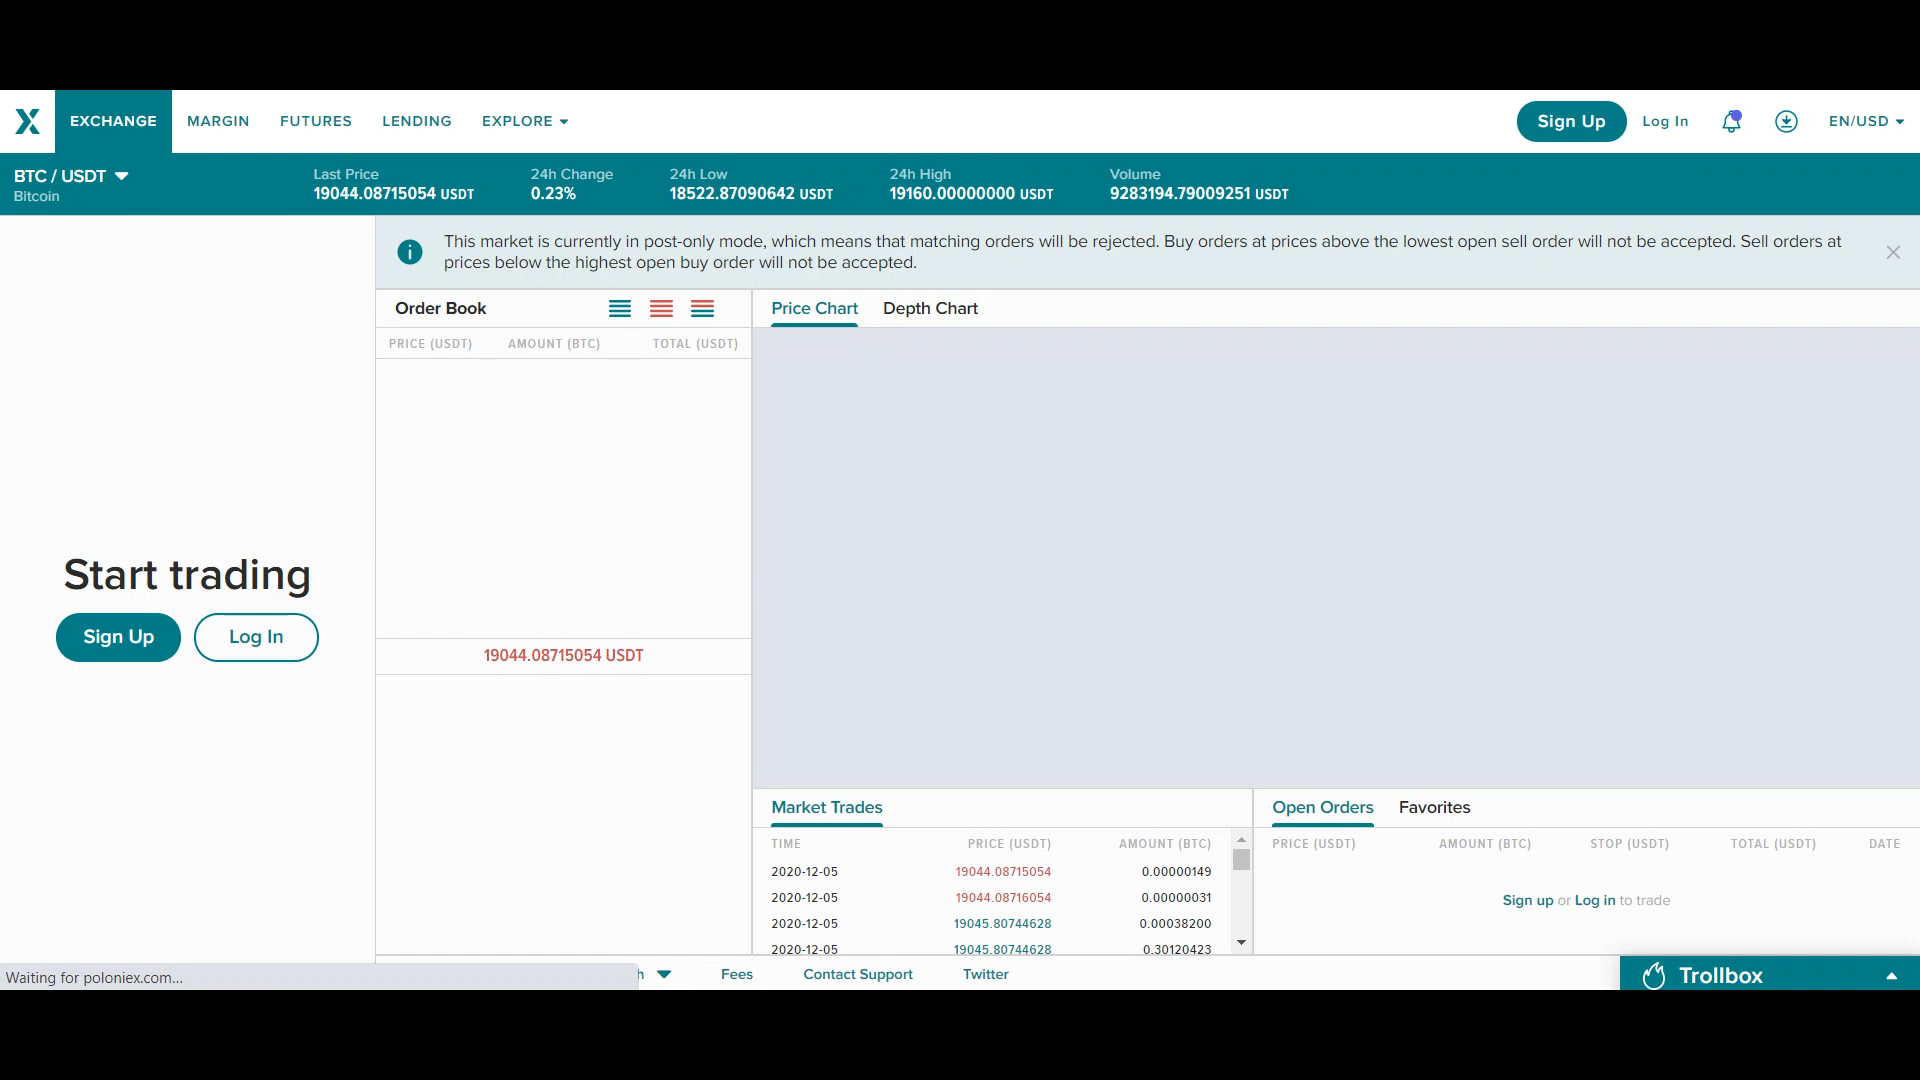 EXCHANGE MARGIN FUTURES LENDING EXPLORE Sign Up Log In EN/USD
BTC / USDT
Bitcoin
Last Price
19044.08715054 USDT
24h Change
0.23%
24h Low
18522.87090642 USDT
24h High
19160.00000000 USDT
Volume
9283194.79009251 USDT
This market is currently in post-only mode, which means that matching orders will be rejected. Buy orders at prices above the lowest open sell order will not be accepted. Sell orders at
prices below the highest open buy order will not be accepted.
Start trading
Sign Up Log In
Order Book
PRICE (USDT) AMOUNT (BTC) TOTAL (USDT)
19044.08715054 USDT
Price Chart Depth Chart
Market Trades
TIME PRICE (USDT) AMOUNT (BTC)
2020-12-05 19044.08715054 0.00000149
2020-12-05 19044.08716054 0.00000031
2020-12-05 19045.80744628 0.00038200
2020-12-05 19045.80744628 0.30120423
Open Orders Favorites
PRICE (USDT) AMOUNT (BTC) STOP (USDT) TOTAL (USDT) DATE
Sign up or Log in to trade
Waiting for poloniex.com...
h Fees Contact Support Twitter
Trollbox